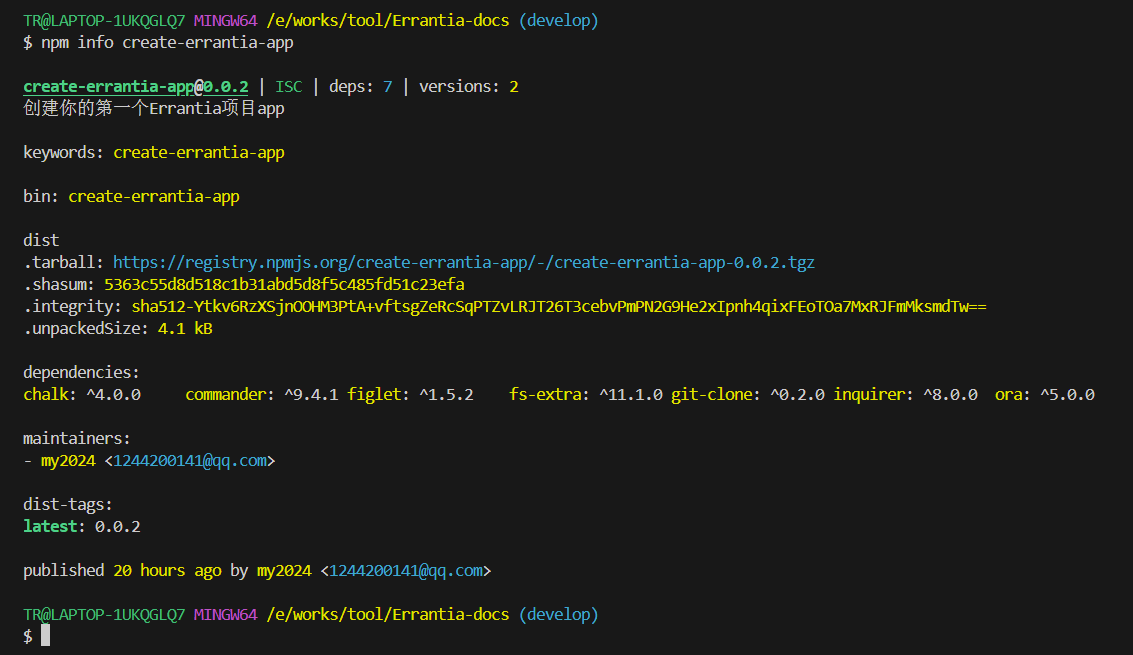 TR@LAPTOP-1UKQGLQ7 MINGW64 /e/works/tool/Errantia-docs (develop)
$ npm info create-errantia-app
create-errantia-app@0.0.2 | ISC | deps: 7 | versions: 2
创建你的第一个Errantia项目app
keywords: create-errantia-app
bin: create-errantia-app
dist
.tarball: https://registry.npmjs.org/create-errantia-app/-/create-errantia-app-0.0.2.tgz
.shasum: 5363c55d8d518c1b31abd5d8f5c485fd51c23efa
.integrity: sha512-Ytkv6RzXSjnOOHM3PtA+vftsgZeRcSqPTZvLRJT26T3cebvPmPN2G9He2xIpnh4qixFEoTOa7MxRJFmMksmdTw==
.unpackedSize: 4.1 kB
dependencies:
chalk: ^4.0.0 commander: ^9.4.1 figlet: ^1.5.2 fs-extra: ^11.1.0 git-clone: ^0.2.0 inquirer: ^8.0.0 ora: ^5.0.0
maintainers:
- my2024 <1244200141@qq.com>
dist-tags:
latest: 0.0.2
published 20 hours ago by my2024 <1244200141@qq.com>
TR@LAPTOP-1UKQGLQ7 MINGW64 /e/works/tool/Errantia-docs (develop)
$